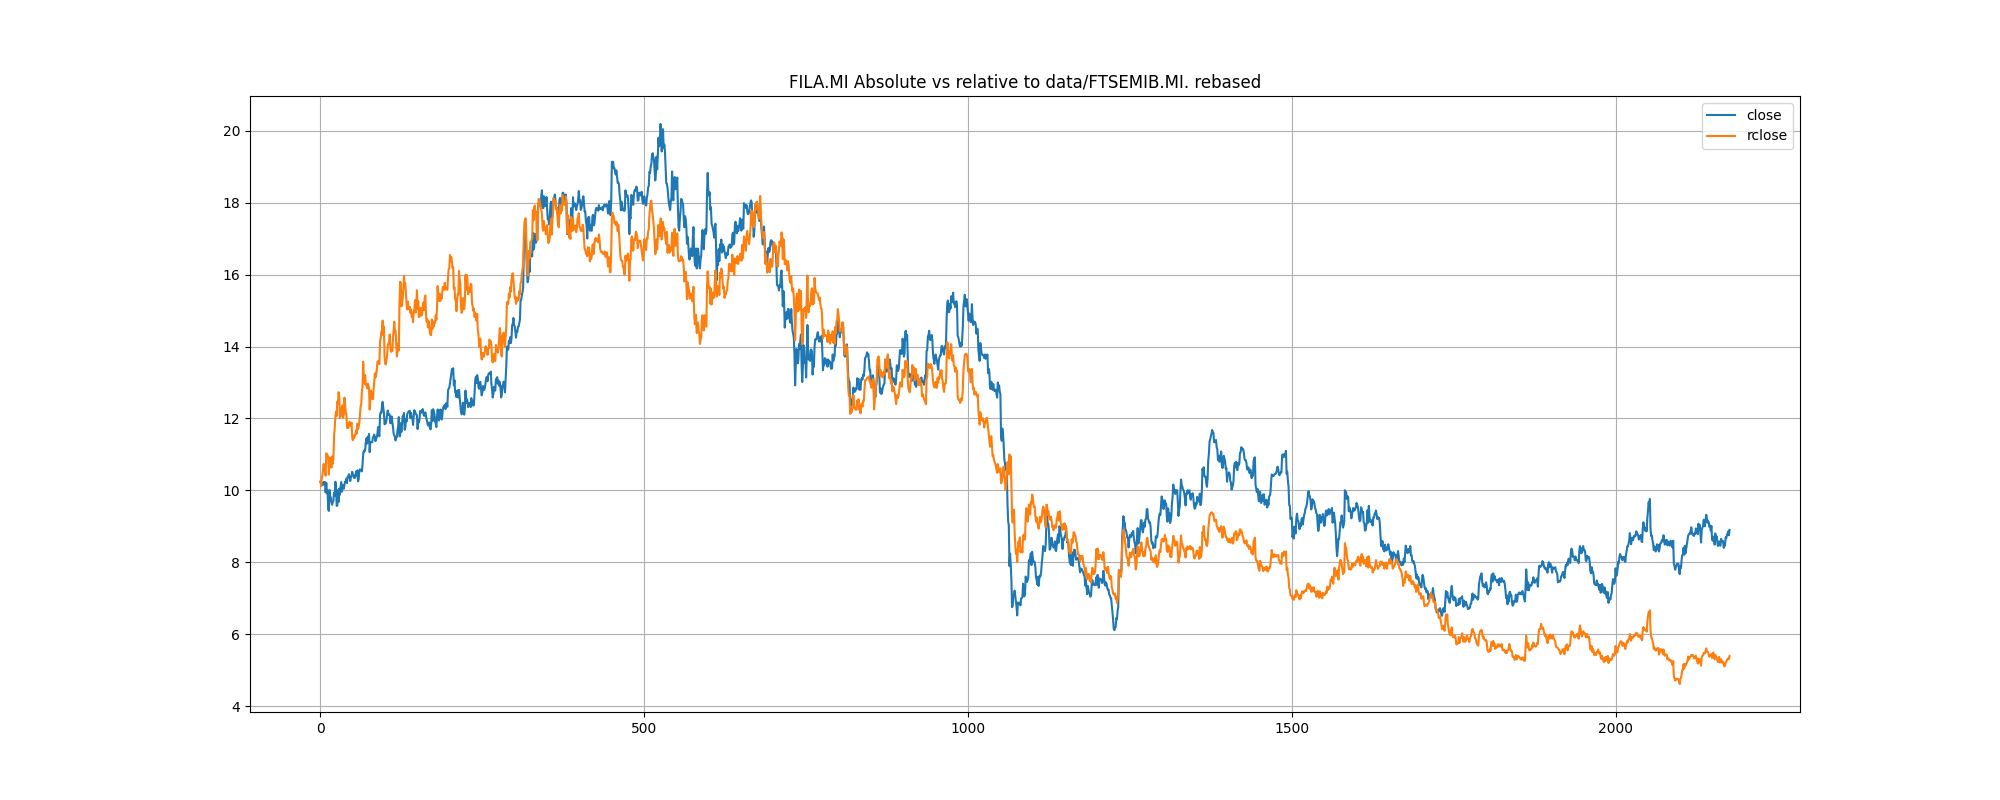 FILA.MI Absolute vs relative to data/FTSEMIB.MI. rebased
close
rclose
20
18
16
14
12
10
8
6
4
0 500 1000 1500 2000